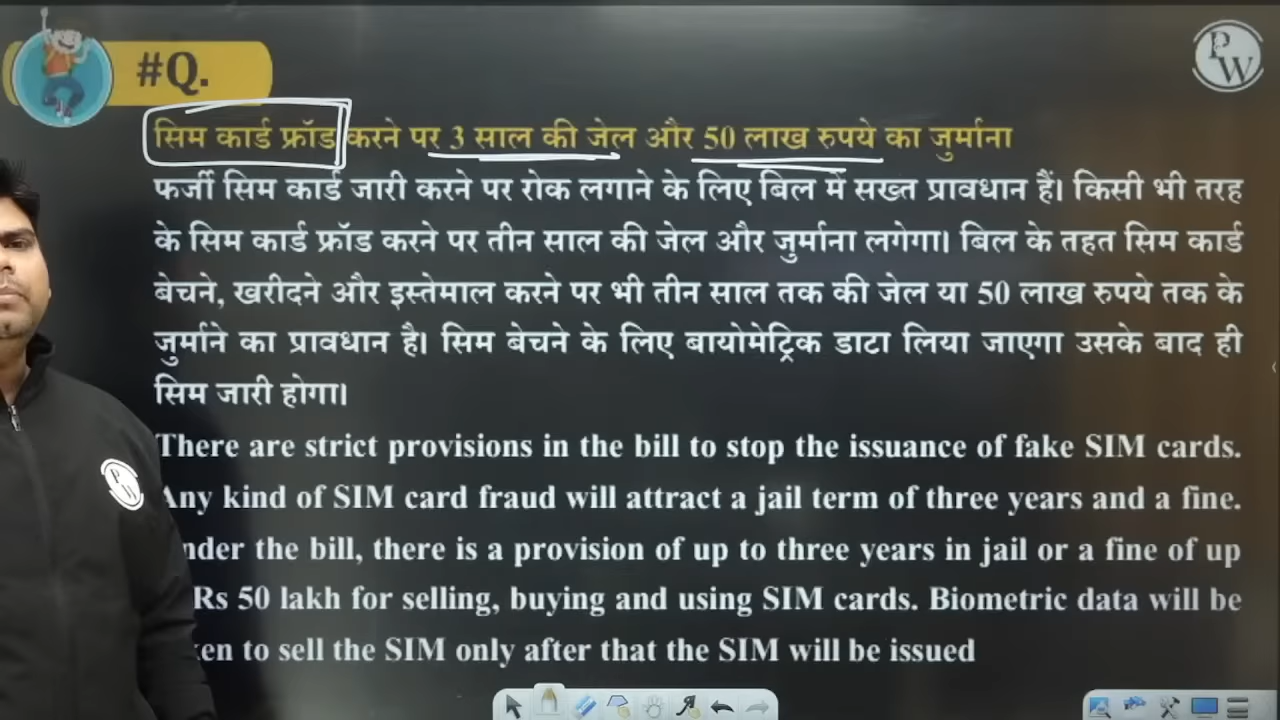 #Q.
PW
सिम कार्ड फ्रॉड करने पर 3 साल की जेल और 50 लाख रुपये का जुर्माना
फर्जी सिम कार्ड जारी करने पर रोक लगाने के लिए बिल में सख्त प्रावधान हैं। किसी भी तरह
के सिम कार्ड फ्रॉड करने पर तीन साल की जेल और जुर्माना लगेगा। बिल के तहत सिम कार्ड
बेचने, खरीदने और इस्तेमाल करने पर भी तीन साल तक की जेल या 50 लाख रुपये तक के
जुर्माने का प्रावधान है। सिम बेचने के लिए बायोमेट्रिक डाटा लिया जाएगा उसके बाद ही
सिम जारी होगा।
There are strict provisions in the bill to stop the issuance of fake SIM cards.
Any kind of SIM card fraud will attract a jail term of three years and a fine.
nder the bill, there is a provision of up to three years in jail or a fine of up
Rs 50 lakh for selling, buying and using SIM cards. Biometric data will be
ken to sell the SIM only after that the SIM will be issued
PW